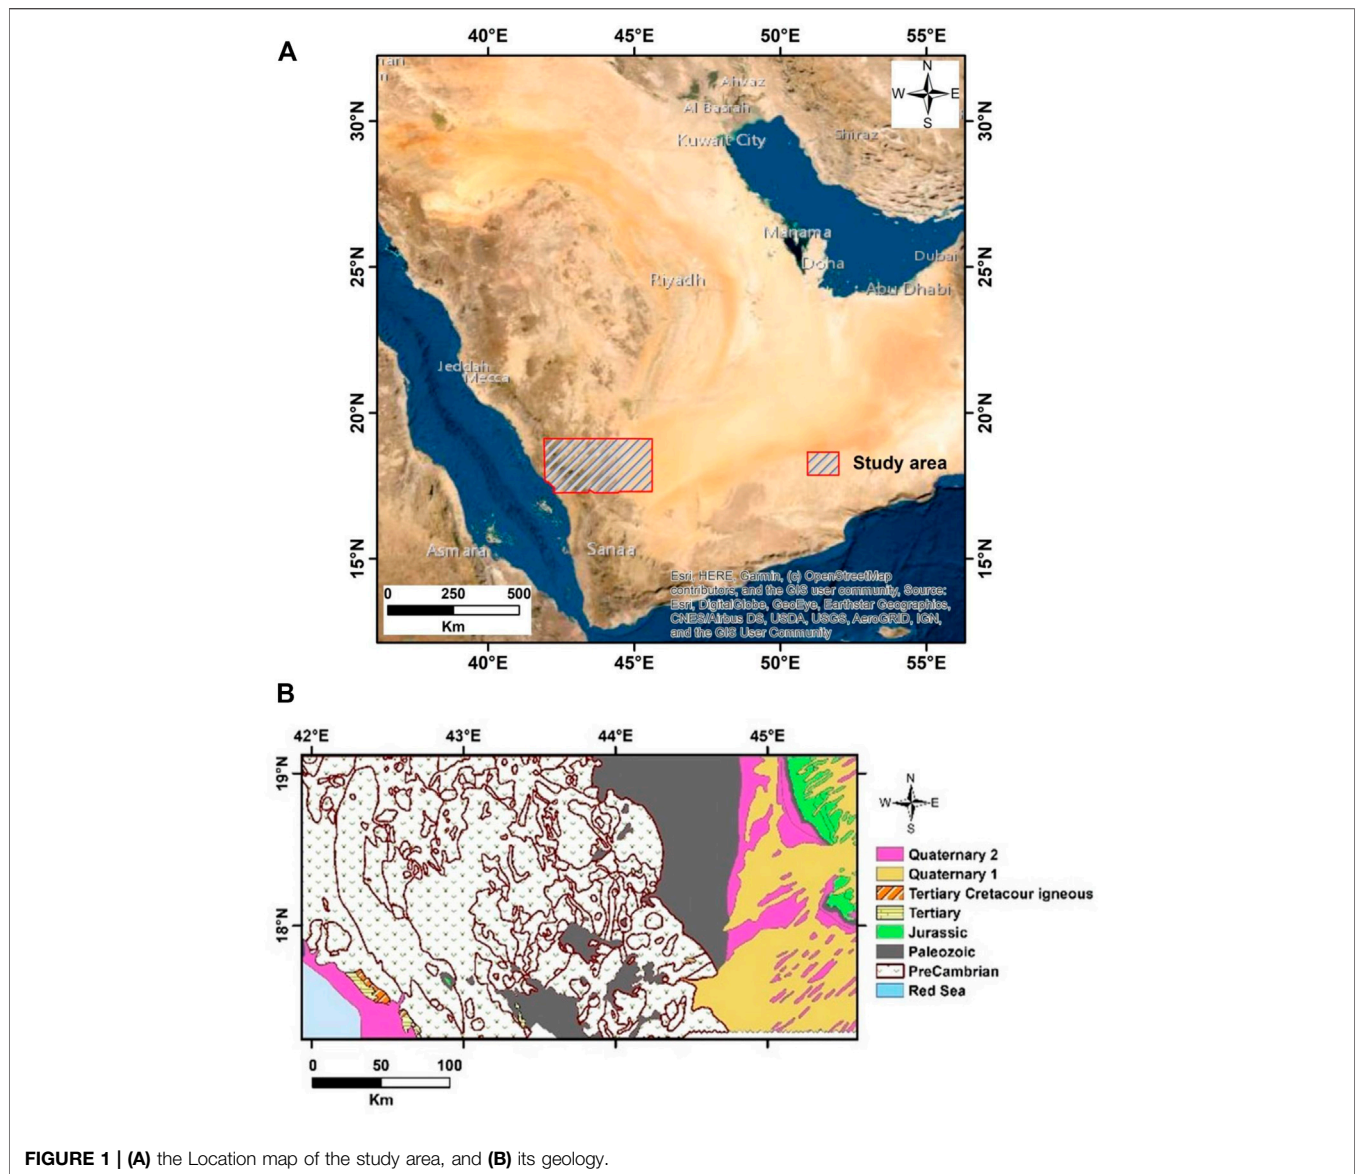 A
40°E 45°E 50°E 55°E
N
W E
S
Ahvaz
Al Basrah
30°N 30°N
Kuwait City
Shiraz
Manama
Doha
Dubai
25°N 25°N
Riyadh
Abu Dhabi
Jeddah
Mecca
20°N 20°N
Study area
Asmara
Sanaa
15°N 15°N
Esri, HERE, Garmin, (c) OpenStreetMap
contributors, and the GIS user community, Source:
Esri, DigitalGlobe, GeoEye, Earthstar Geographics,
CNES/Airbus DS, USDA, USGS, AeroGRID, IGN,
and the GIS User Community
0 250 500
Km
40°E 45°E 50°E 55°E
B
42°E 43°E 44°E 45°E
19°N
18°N
N
W E
S
Quaternary 2
Quaternary 1
Tertiary Cretacour igneous
Tertiary
Jurassic
Paleozoic
PreCambrian
Red Sea
0 50 100
Km
FIGURE 1 | (A) the Location map of the study area, and (B) its geology.